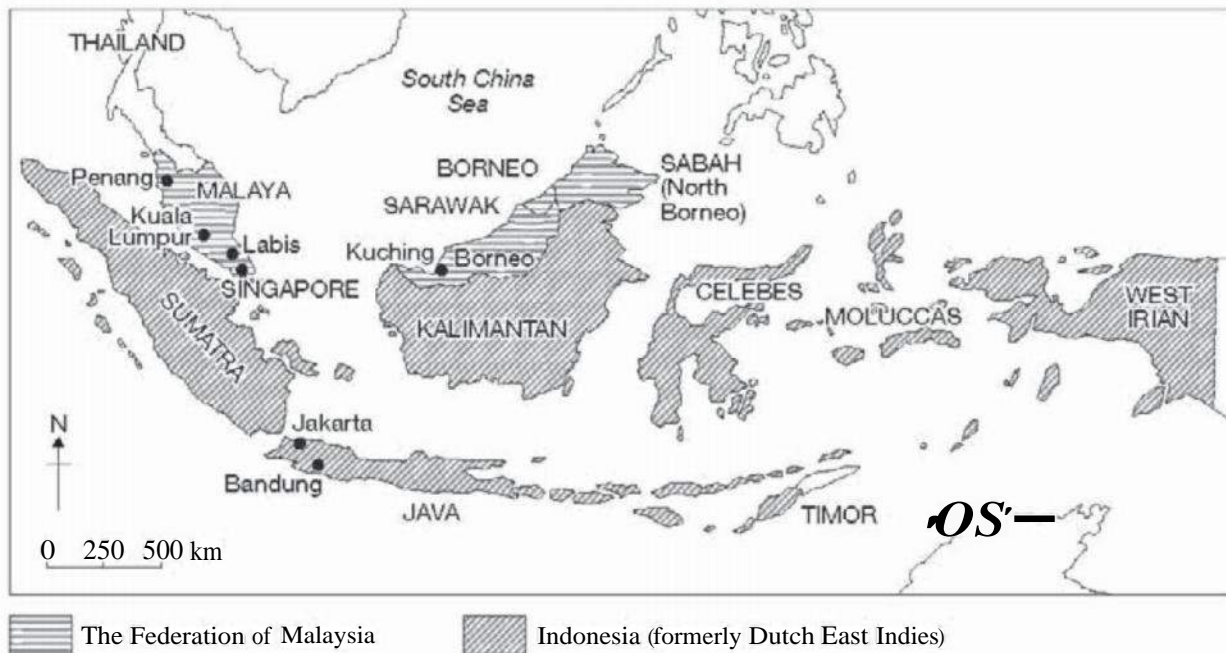 THAILAND
South China
Sea
BORNEO
SABAH
(North
Borneo)
Penang
MALAYA
SARAWAK
Kuala
Lumpur
Labis
Kuching
Borneo
SINGAPORE
CELEBES
WEST
IRIAN
MOLUCCAS
SUMATRA
KALIMANTAN
N
Jakarta
Bandung
JAVA
TIMOR
OS
0 250 500 km
The Federation of Malaysia
Indonesia (formerly Dutch East Indies)